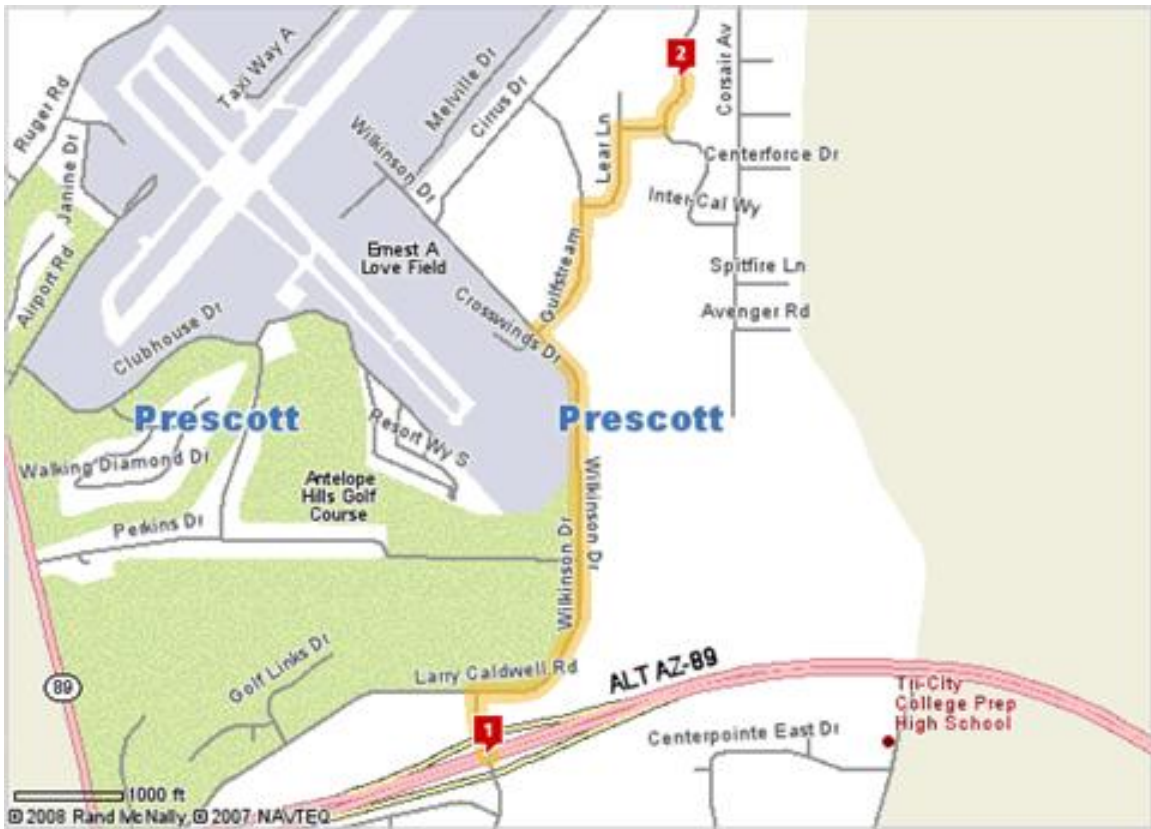 2
Ruger Rd
Taxi Way A
Melville Dr
Cirrus Dr
Corsair Av
Wilkinson Dr
Lear Ln
Centerforce Dr
Janine Dr
Inter-Cal Wy
Airport Rd
Ernest A
Love Field
Gulfstream
Spitfire Ln
Crosswinds Dr
Avenger Rd
Clubhouse Dr
Prescott
Prescott
Resort Wy S
Walking Diamond Dr
Antelope
Hills Golf
Course
Perkins Dr
Wilkinson Dr
Wilkinson Dr
Golf Links Dr
Larry Caldwell Rd
ALT AZ-89
89
Tri-City
College Prep
High School
1
Centerpointe East Dr
1000 ft
© 2008 Rand McNally, © 2007 NAVTEQ